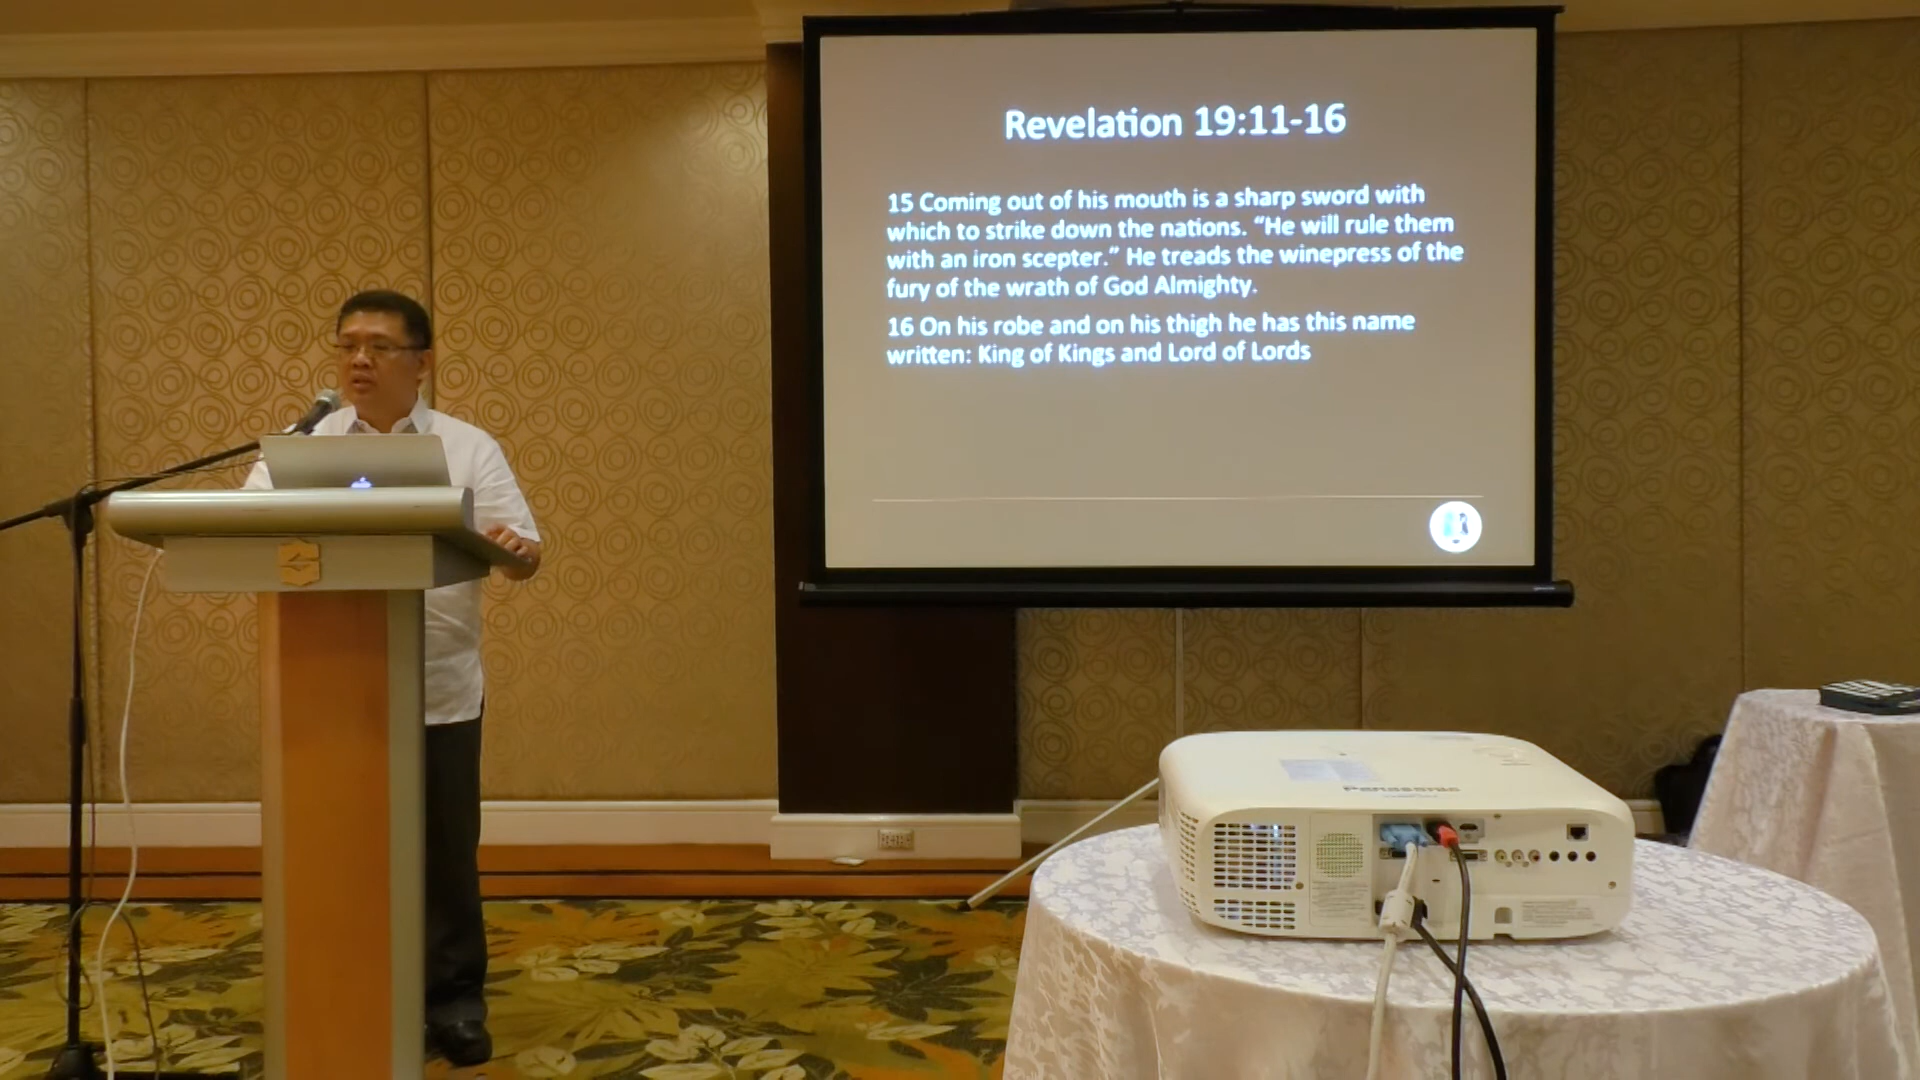 Revelation 19:11-16
15 Coming out of his mouth is a sharp sword with
which to strike down the nations. “He will rule them
with an iron scepter.” He treads the winepress of the
fury of the wrath of God Almighty.
16 On his robe and on his thigh he has this name
written: King of Kings and Lord of Lords
Panasonic